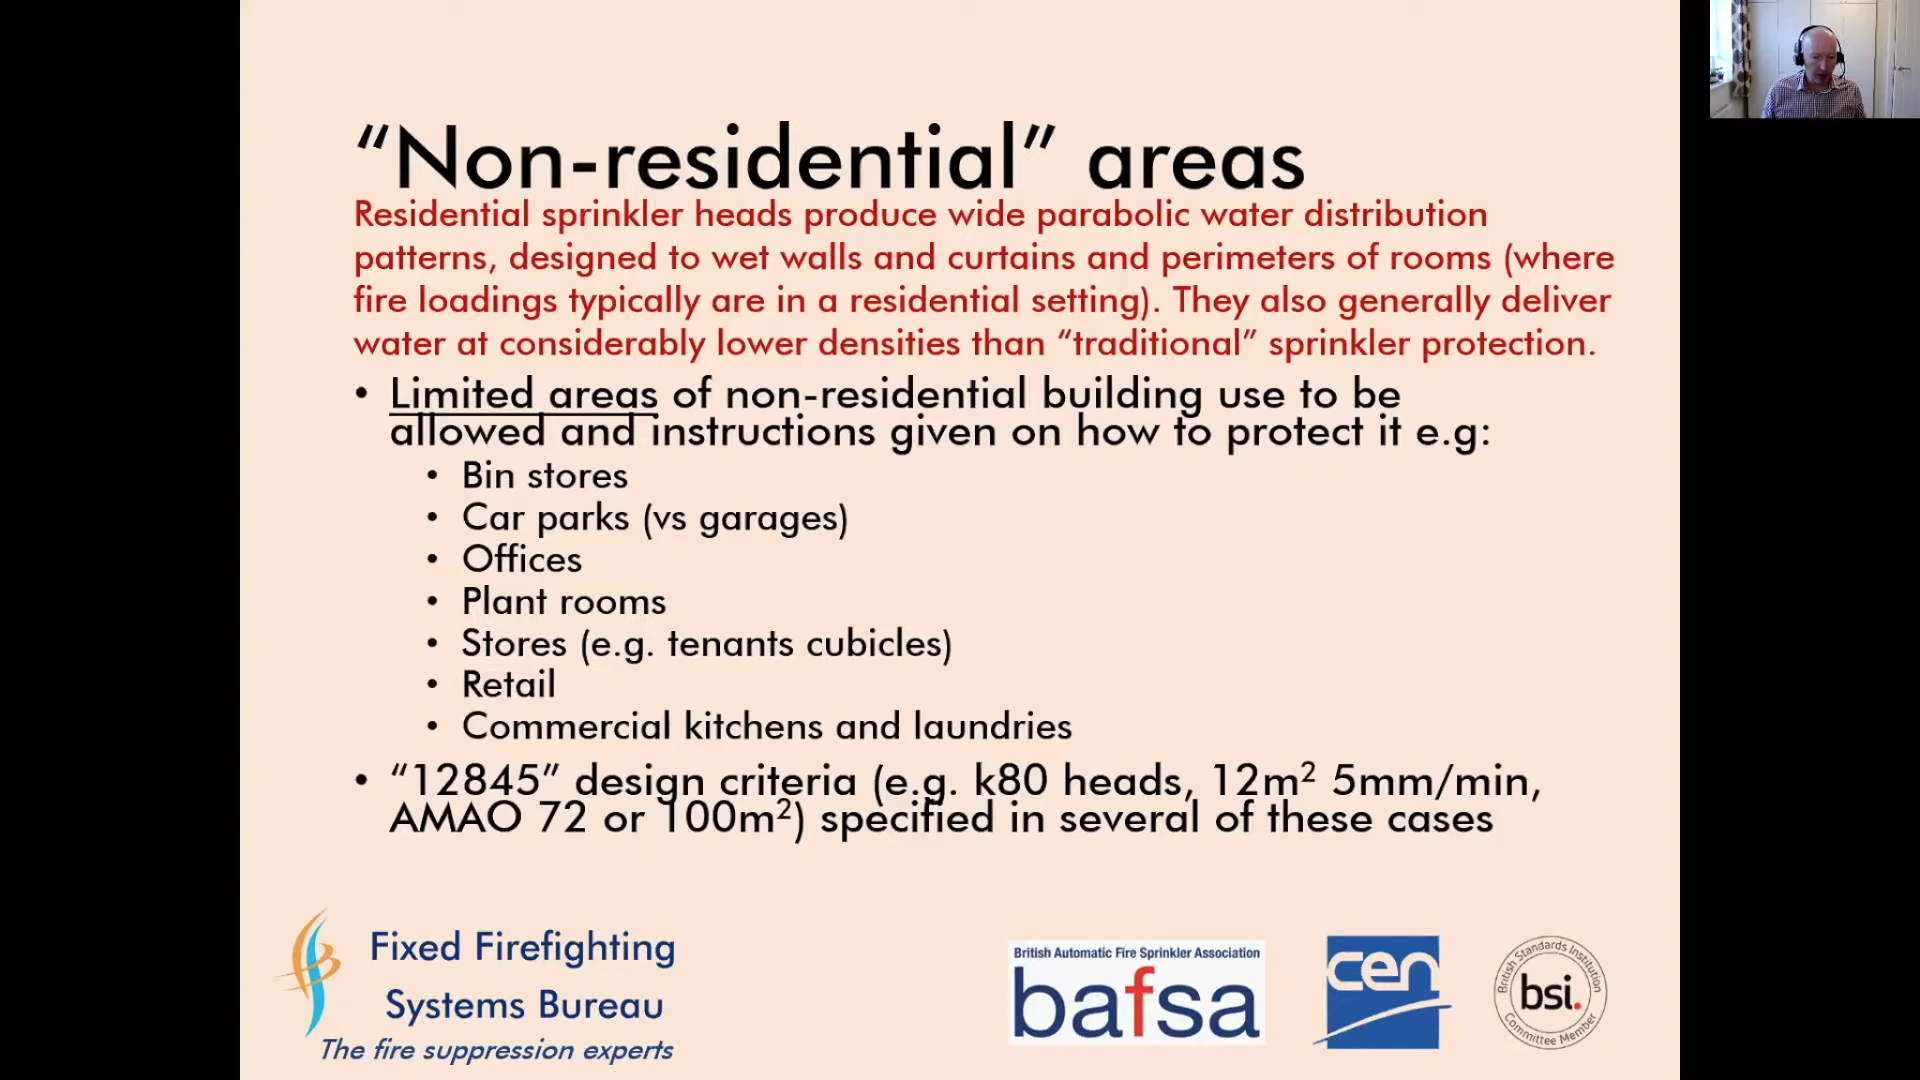 “Non-residential” areas
Residential sprinkler heads produce wide parabolic water distribution
patterns, designed to wet walls and curtains and perimeters of rooms (where
fire loadings typically are in a residential setting). They also generally deliver
water at considerably lower densities than “traditional” sprinkler protection.
• Limited areas of non-residential building use to be
allowed and instructions given on how to protect it e.g:
• Bin stores
• Car parks (vs garages)
• Offices
• Plant rooms
• Stores (e.g. tenants cubicles)
• Retail
• Commercial kitchens and laundries
• “12845” design criteria (e.g. k80 heads, 12m² 5mm/min,
AMAO 72 or 100m²) specified in several of these cases
Fixed Firefighting
Systems Bureau
The fire suppression experts
British Automatic Fire Sprinkler Association
bafsa
cen
British Standards Institution
bsi.
Committee Member